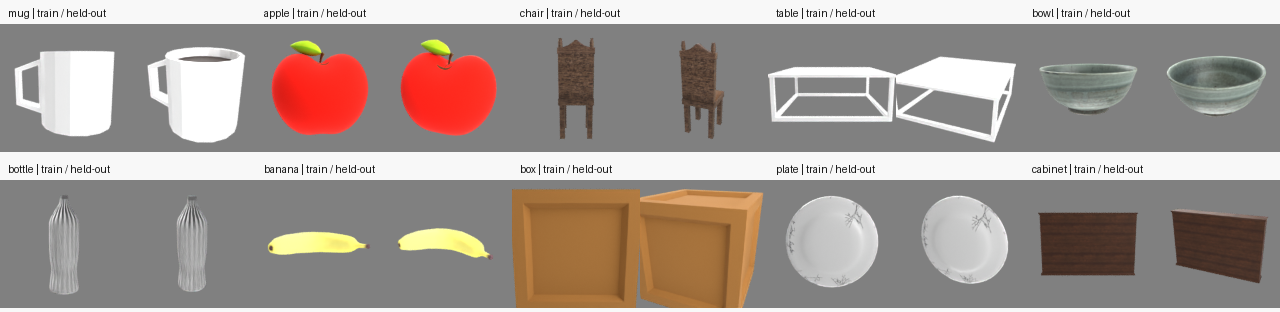 mug | train / held-out
apple | train / held-out
chair | train / held-out
table | train / held-out
bowl | train / held-out
bottle | train / held-out
banana | train / held-out
box | train / held-out
plate | train / held-out
cabinet | train / held-out